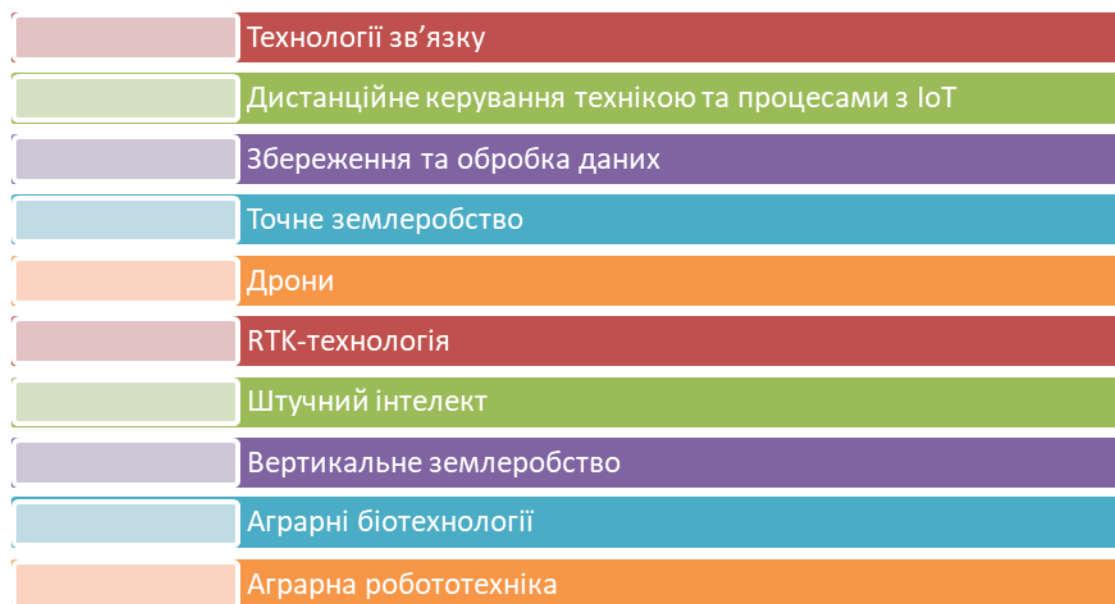 Технології зв’язку
Дистанційне керування технікою та процесами з ІоТ
Збереження та обробка даних
Точне землеробство
Дрони
RTK-технологія
Штучний інтелект
Вертикальне землеробство
Аграрні біотехнології
Аграрна робототехніка